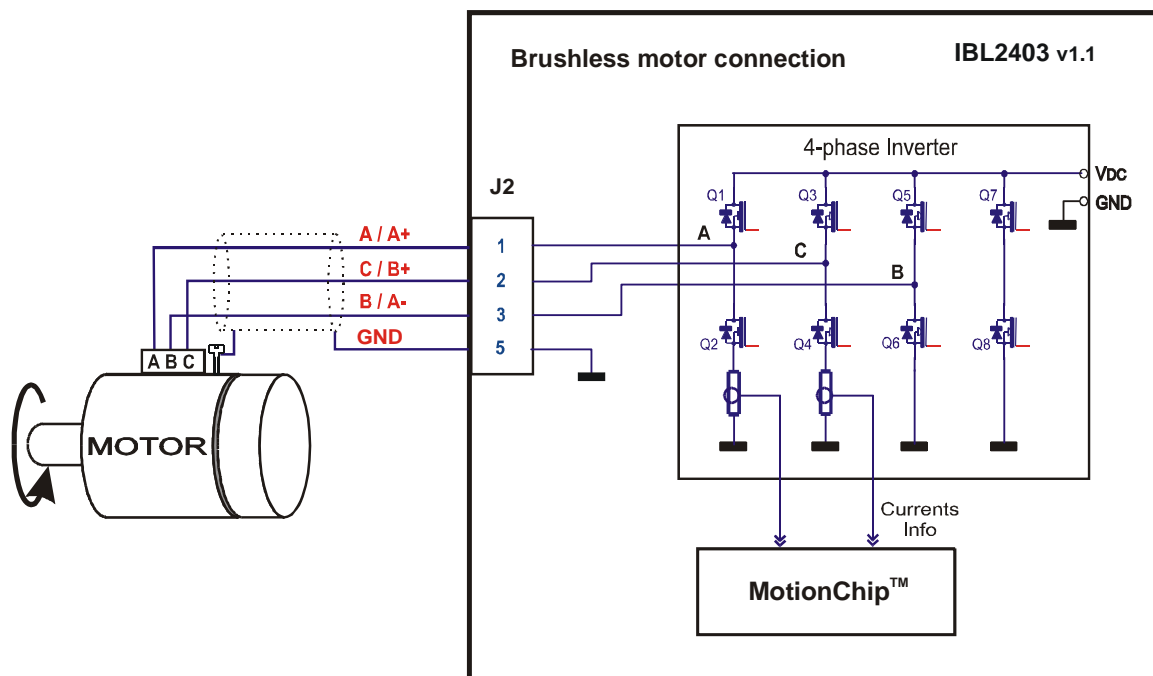 Brushless motor connection
IBL2403 v1.1
4-phase Inverter
VDC
GND
J2
Q1
Q3
Q5
Q7
A / A+
1
A
C / B+
2
C
B / A-
3
B
GND
5
Q2
Q4
Q6
Q8
A B C
MOTOR
Currents
Info
MotionChip™